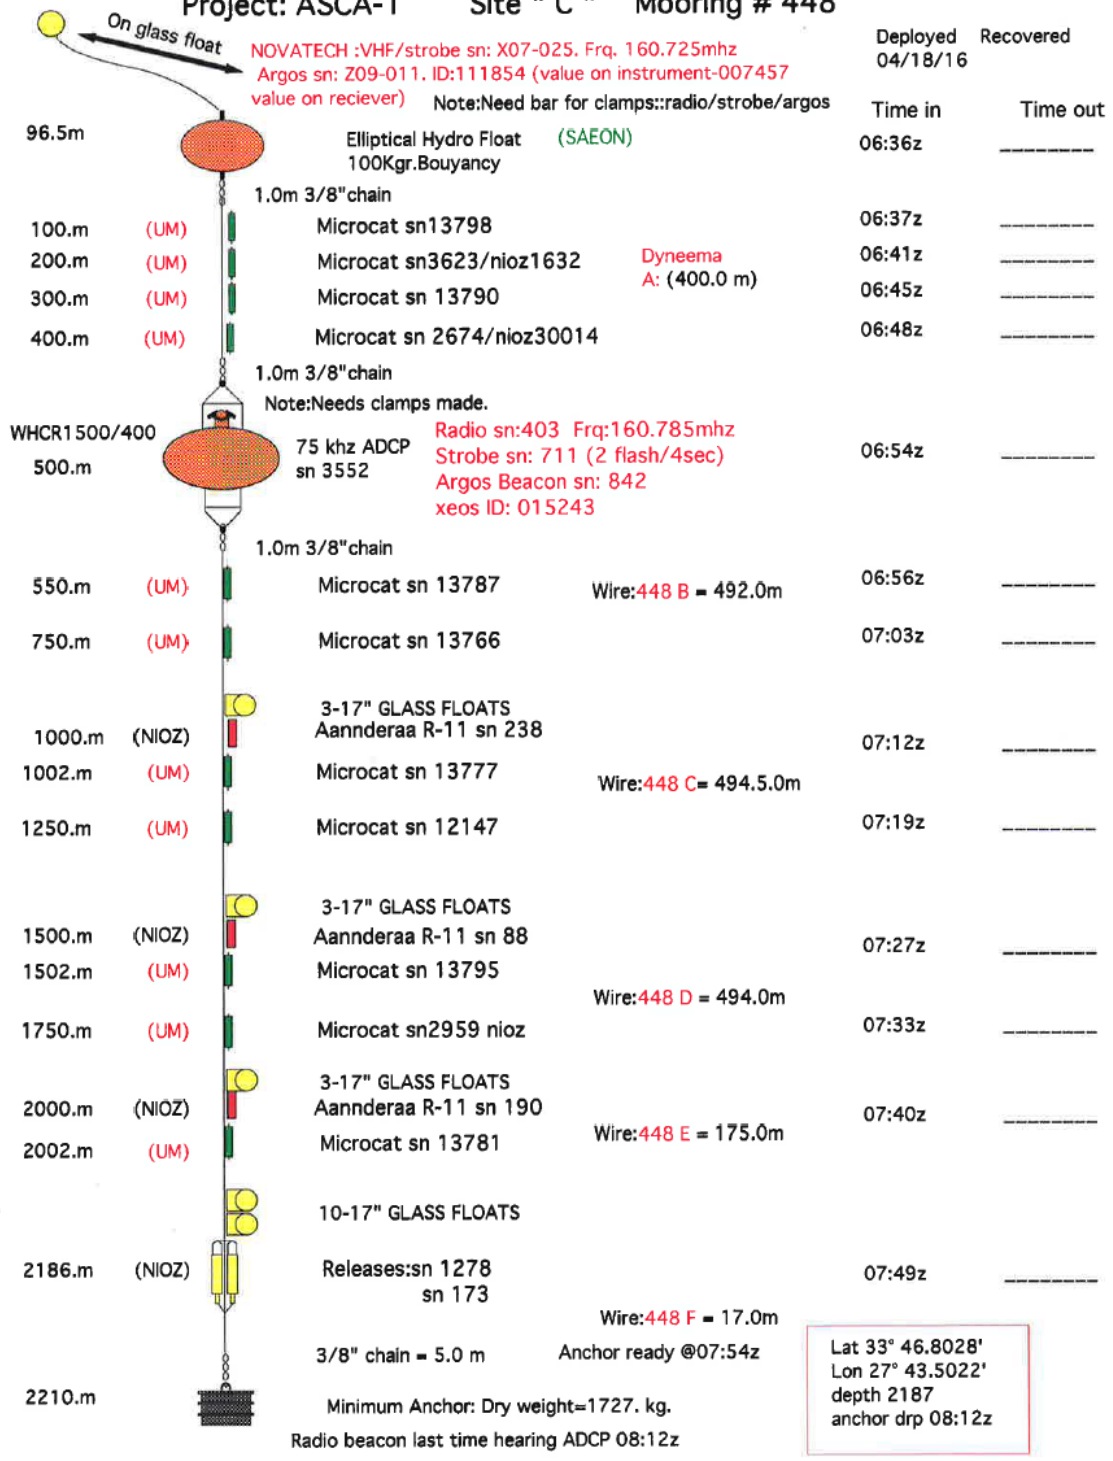 Project: ASCA-1 Site " C " Mooring # 448
On glass float
NOVATECH :VHF/strobe sn: X07-025. Frq. 160.725mhz
Argos sn: Z09-011. ID:111854 (value on instrument-007457
value on reciever)
Note:Need bar for clamps::radio/strobe/argos
Deployed Recovered
04/18/16
Time in Time out
96.5m Elliptical Hydro Float (SAEON) 06:36z ________
100Kgr.Bouyancy
1.0m 3/8"chain
100.m (UM) Microcat sn13798 06:37z ________
200.m (UM) Microcat sn3623/nioz1632 Dyneema 06:41z ________
A: (400.0 m)
300.m (UM) Microcat sn 13790 06:45z ________
400.m (UM) Microcat sn 2674/nioz30014 06:48z ________
1.0m 3/8"chain
Note:Needs clamps made.
WHCR1500/400
500.m
75 khz ADCP
sn 3552
Radio sn:403 Frq:160.785mhz
Strobe sn: 711 (2 flash/4sec)
Argos Beacon sn: 842
xeos ID: 015243
06:54z ________
1.0m 3/8"chain
550.m (UM) Microcat sn 13787 Wire:448 B = 492.0m 06:56z ________
750.m (UM) Microcat sn 13766 07:03z ________
3-17" GLASS FLOATS
1000.m (NIOZ) Aannderaa R-11 sn 238 07:12z ________
1002.m (UM) Microcat sn 13777 Wire:448 C= 494.5.0m
1250.m (UM) Microcat sn 12147 07:19z ________
3-17" GLASS FLOATS
1500.m (NIOZ) Aannderaa R-11 sn 88 07:27z ________
1502.m (UM) Microcat sn 13795
Wire:448 D = 494.0m
1750.m (UM) Microcat sn2959 nioz 07:33z ________
3-17" GLASS FLOATS
2000.m (NIOZ) Aannderaa R-11 sn 190 07:40z ________
Wire:448 E = 175.0m
2002.m (UM) Microcat sn 13781
10-17" GLASS FLOATS
2186.m (NIOZ) Releases:sn 1278 07:49z ________
sn 173
Wire:448 F = 17.0m
3/8" chain = 5.0 m Anchor ready @07:54z
2210.m Minimum Anchor: Dry weight=1727. kg.
Radio beacon last time hearing ADCP 08:12z
Lat 33° 46.8028'
Lon 27° 43.5022'
depth 2187
anchor drp 08:12z